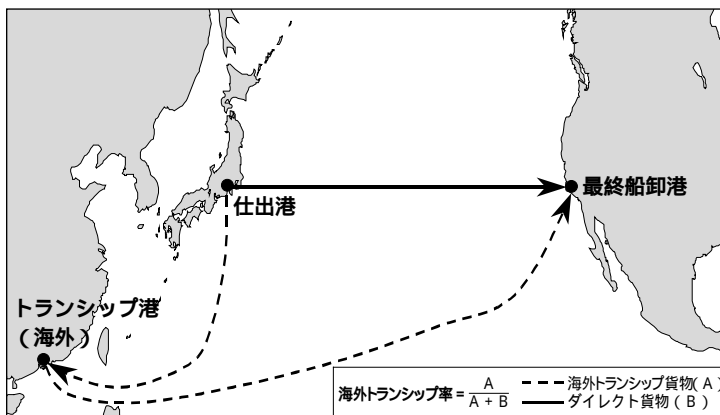 最終船卸港
仕出港
トランシップ港
（海外）
海外トランシップ率 = A / A + B
海外トランシップ貨物( A )
ダイレクト貨物( B )